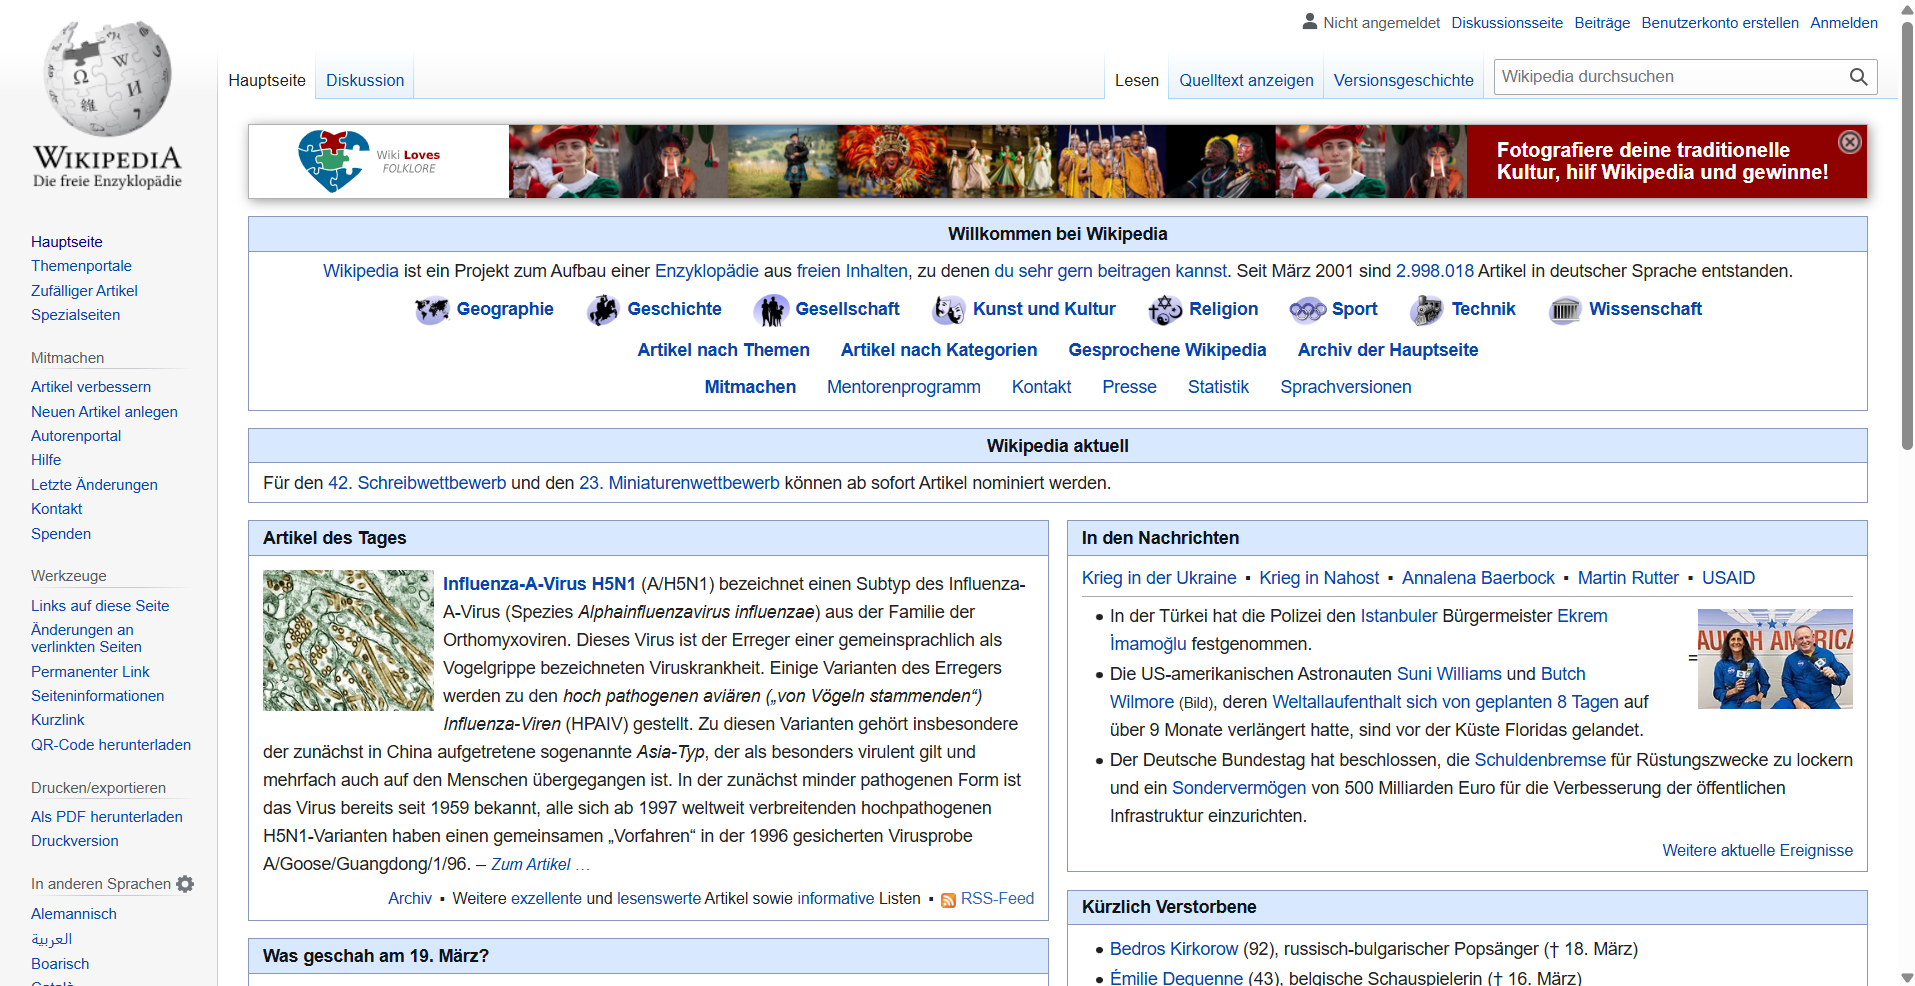 Nicht angemeldet Diskussionsseite Beiträge Benutzerkonto erstellen Anmelden
WIKIPEDIA
Die freie Enzyklopädie
Hauptseite Diskussion Lesen Quelltext anzeigen Versionsgeschichte Wikipedia durchsuchen
Hauptseite
Themenportale
Zufälliger Artikel
Spezialseiten
Mitmachen
Artikel verbessern
Neuen Artikel anlegen
Autorenportal
Hilfe
Letzte Änderungen
Kontakt
Spenden
Werkzeuge
Links auf diese Seite
Änderungen an
verlinkten Seiten
Permanenter Link
Seiteninformationen
Kurzlink
QR-Code herunterladen
Drucken/exportieren
Als PDF herunterladen
Druckversion
In anderen Sprachen
Alemannisch
العربية
Boarisch
Català
Wiki Loves
FOLKLORE
Fotografiere deine traditionelle
Kultur, hilf Wikipedia und gewinne!
Willkommen bei Wikipedia
Wikipedia ist ein Projekt zum Aufbau einer Enzyklopädie aus freien Inhalten, zu denen du sehr gern beitragen kannst. Seit März 2001 sind 2.998.018 Artikel in deutscher Sprache entstanden.
Geographie Geschichte Gesellschaft Kunst und Kultur Religion Sport Technik Wissenschaft
Artikel nach Themen Artikel nach Kategorien Gesprochene Wikipedia Archiv der Hauptseite
Mitmachen Mentorenprogramm Kontakt Presse Statistik Sprachversionen
Wikipedia aktuell
Für den 42. Schreibwettbewerb und den 23. Miniaturenwettbewerb können ab sofort Artikel nominiert werden.
Artikel des Tages
Influenza-A-Virus H5N1 (A/H5N1) bezeichnet einen Subtyp des Influenza-
A-Virus (Spezies Alphainfluenzavirus influenzae) aus der Familie der
Orthomyxoviren. Dieses Virus ist der Erreger einer gemeinsprachlich als
Vogelgrippe bezeichneten Viruskrankheit. Einige Varianten des Erregers
werden zu den hoch pathogenen aviären („von Vögeln stammenden“)
Influenza-Viren (HPAIV) gestellt. Zu diesen Varianten gehört insbesondere
der zunächst in China aufgetretene sogenannte Asia-Typ, der als besonders virulent gilt und
mehrfach auch auf den Menschen übergegangen ist. In der zunächst minder pathogenen Form ist
das Virus bereits seit 1959 bekannt, alle sich ab 1997 weltweit verbreitenden hochpathogenen
H5N1-Varianten haben einen gemeinsamen „Vorfahren“ in der 1996 gesicherten Virusprobe
A/Goose/Guangdong/1/96. – Zum Artikel …
Archiv ▪ Weitere exzellente und lesenswerte Artikel sowie informative Listen ▪ RSS-Feed
Was geschah am 19. März?
In den Nachrichten
Krieg in der Ukraine ▪ Krieg in Nahost ▪ Annalena Baerbock ▪ Martin Rutter ▪ USAID
• In der Türkei hat die Polizei den Istanbuler Bürgermeister Ekrem
İmamoğlu festgenommen.
=
AUNCH AMERICA
• Die US-amerikanischen Astronauten Suni Williams und Butch
Wilmore (Bild), deren Weltallaufenthalt sich von geplanten 8 Tagen auf
über 9 Monate verlängert hatte, sind vor der Küste Floridas gelandet.
• Der Deutsche Bundestag hat beschlossen, die Schuldenbremse für Rüstungszwecke zu lockern
und ein Sondervermögen von 500 Milliarden Euro für die Verbesserung der öffentlichen
Infrastruktur einzurichten.
Weitere aktuelle Ereignisse
Kürzlich Verstorbene
• Bedros Kirkorow (92), russisch-bulgarischer Popsänger († 18. März)
• Émilie Dequenne (43), belgische Schauspielerin († 16. März)